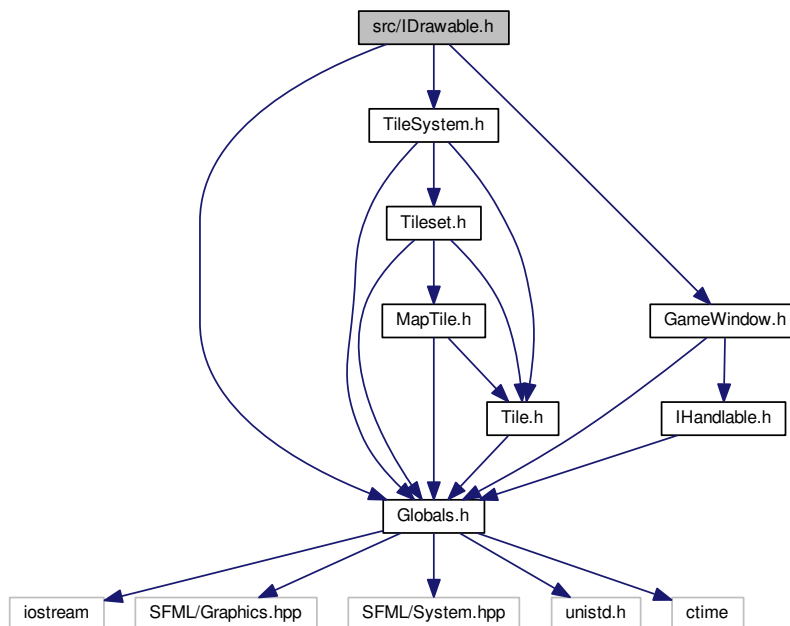 src/IDrawable.h
TileSystem.h
Tileset.h
MapTile.h
GameWindow.h
Tile.h
IHandlable.h
Globals.h
iostream
SFML/Graphics.hpp
SFML/System.hpp
unistd.h
ctime